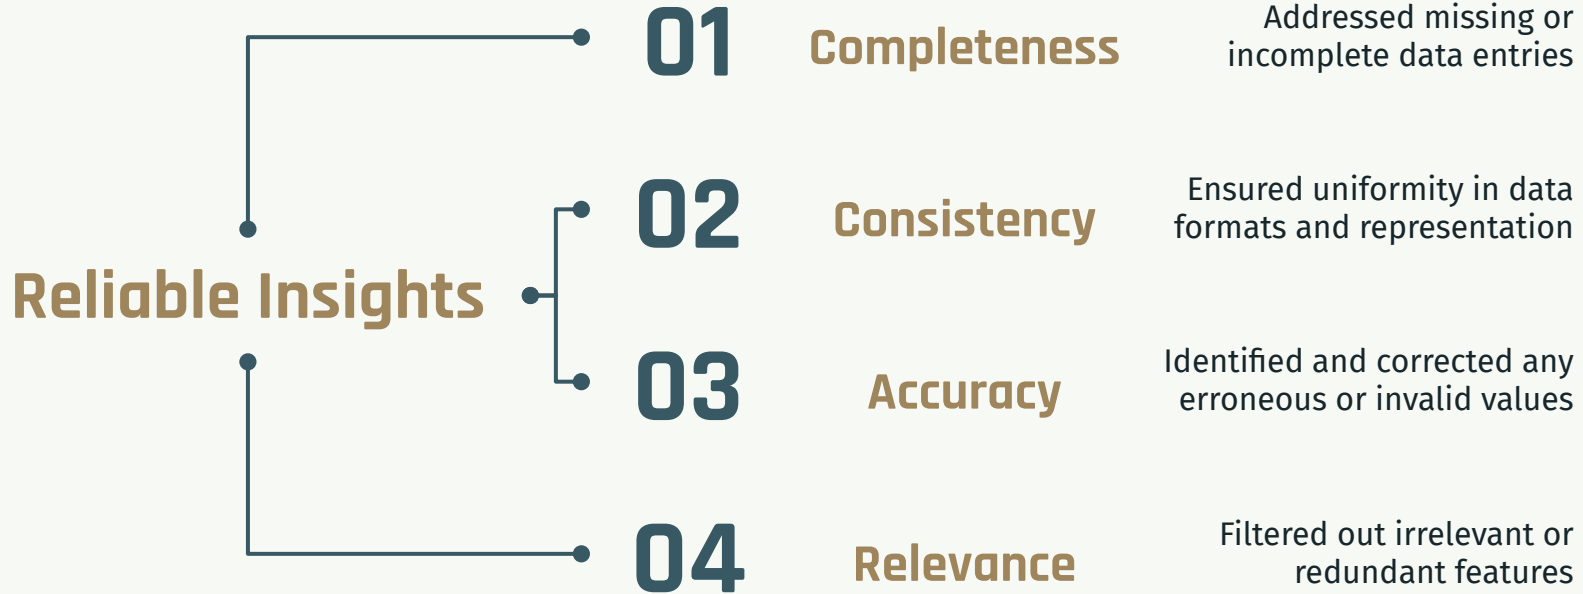 Reliable Insights
01
Completeness
Addressed missing or
incomplete data entries
02
Consistency
Ensured uniformity in data
formats and representation
03
Accuracy
Identified and corrected any
erroneous or invalid values
04
Relevance
Filtered out irrelevant or
redundant features